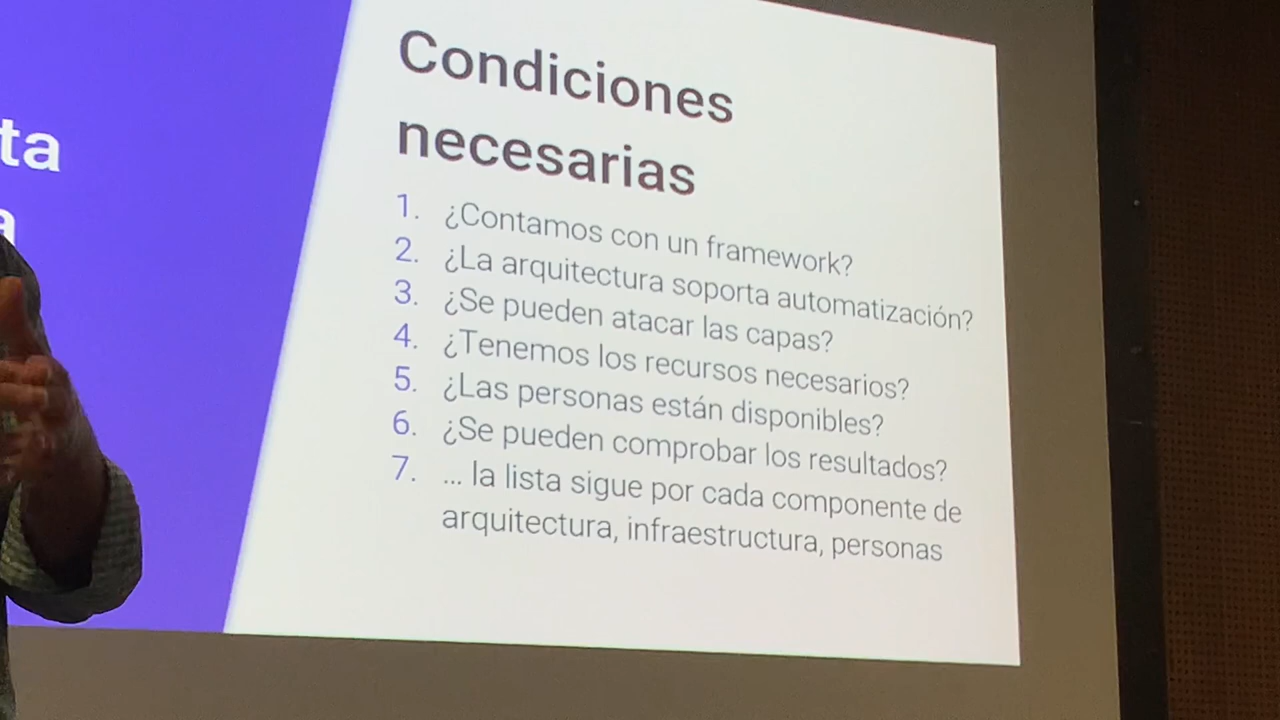 Condiciones
necesarias
1. ¿Contamos con un framework?
2. ¿La arquitectura soporta automatización?
3. ¿Se pueden atacar las capas?
4. ¿Tenemos los recursos necesarios?
5. ¿Las personas están disponibles?
6. ¿Se pueden comprobar los resultados?
7. ... la lista sigue por cada componente de
arquitectura, infraestructura, personas